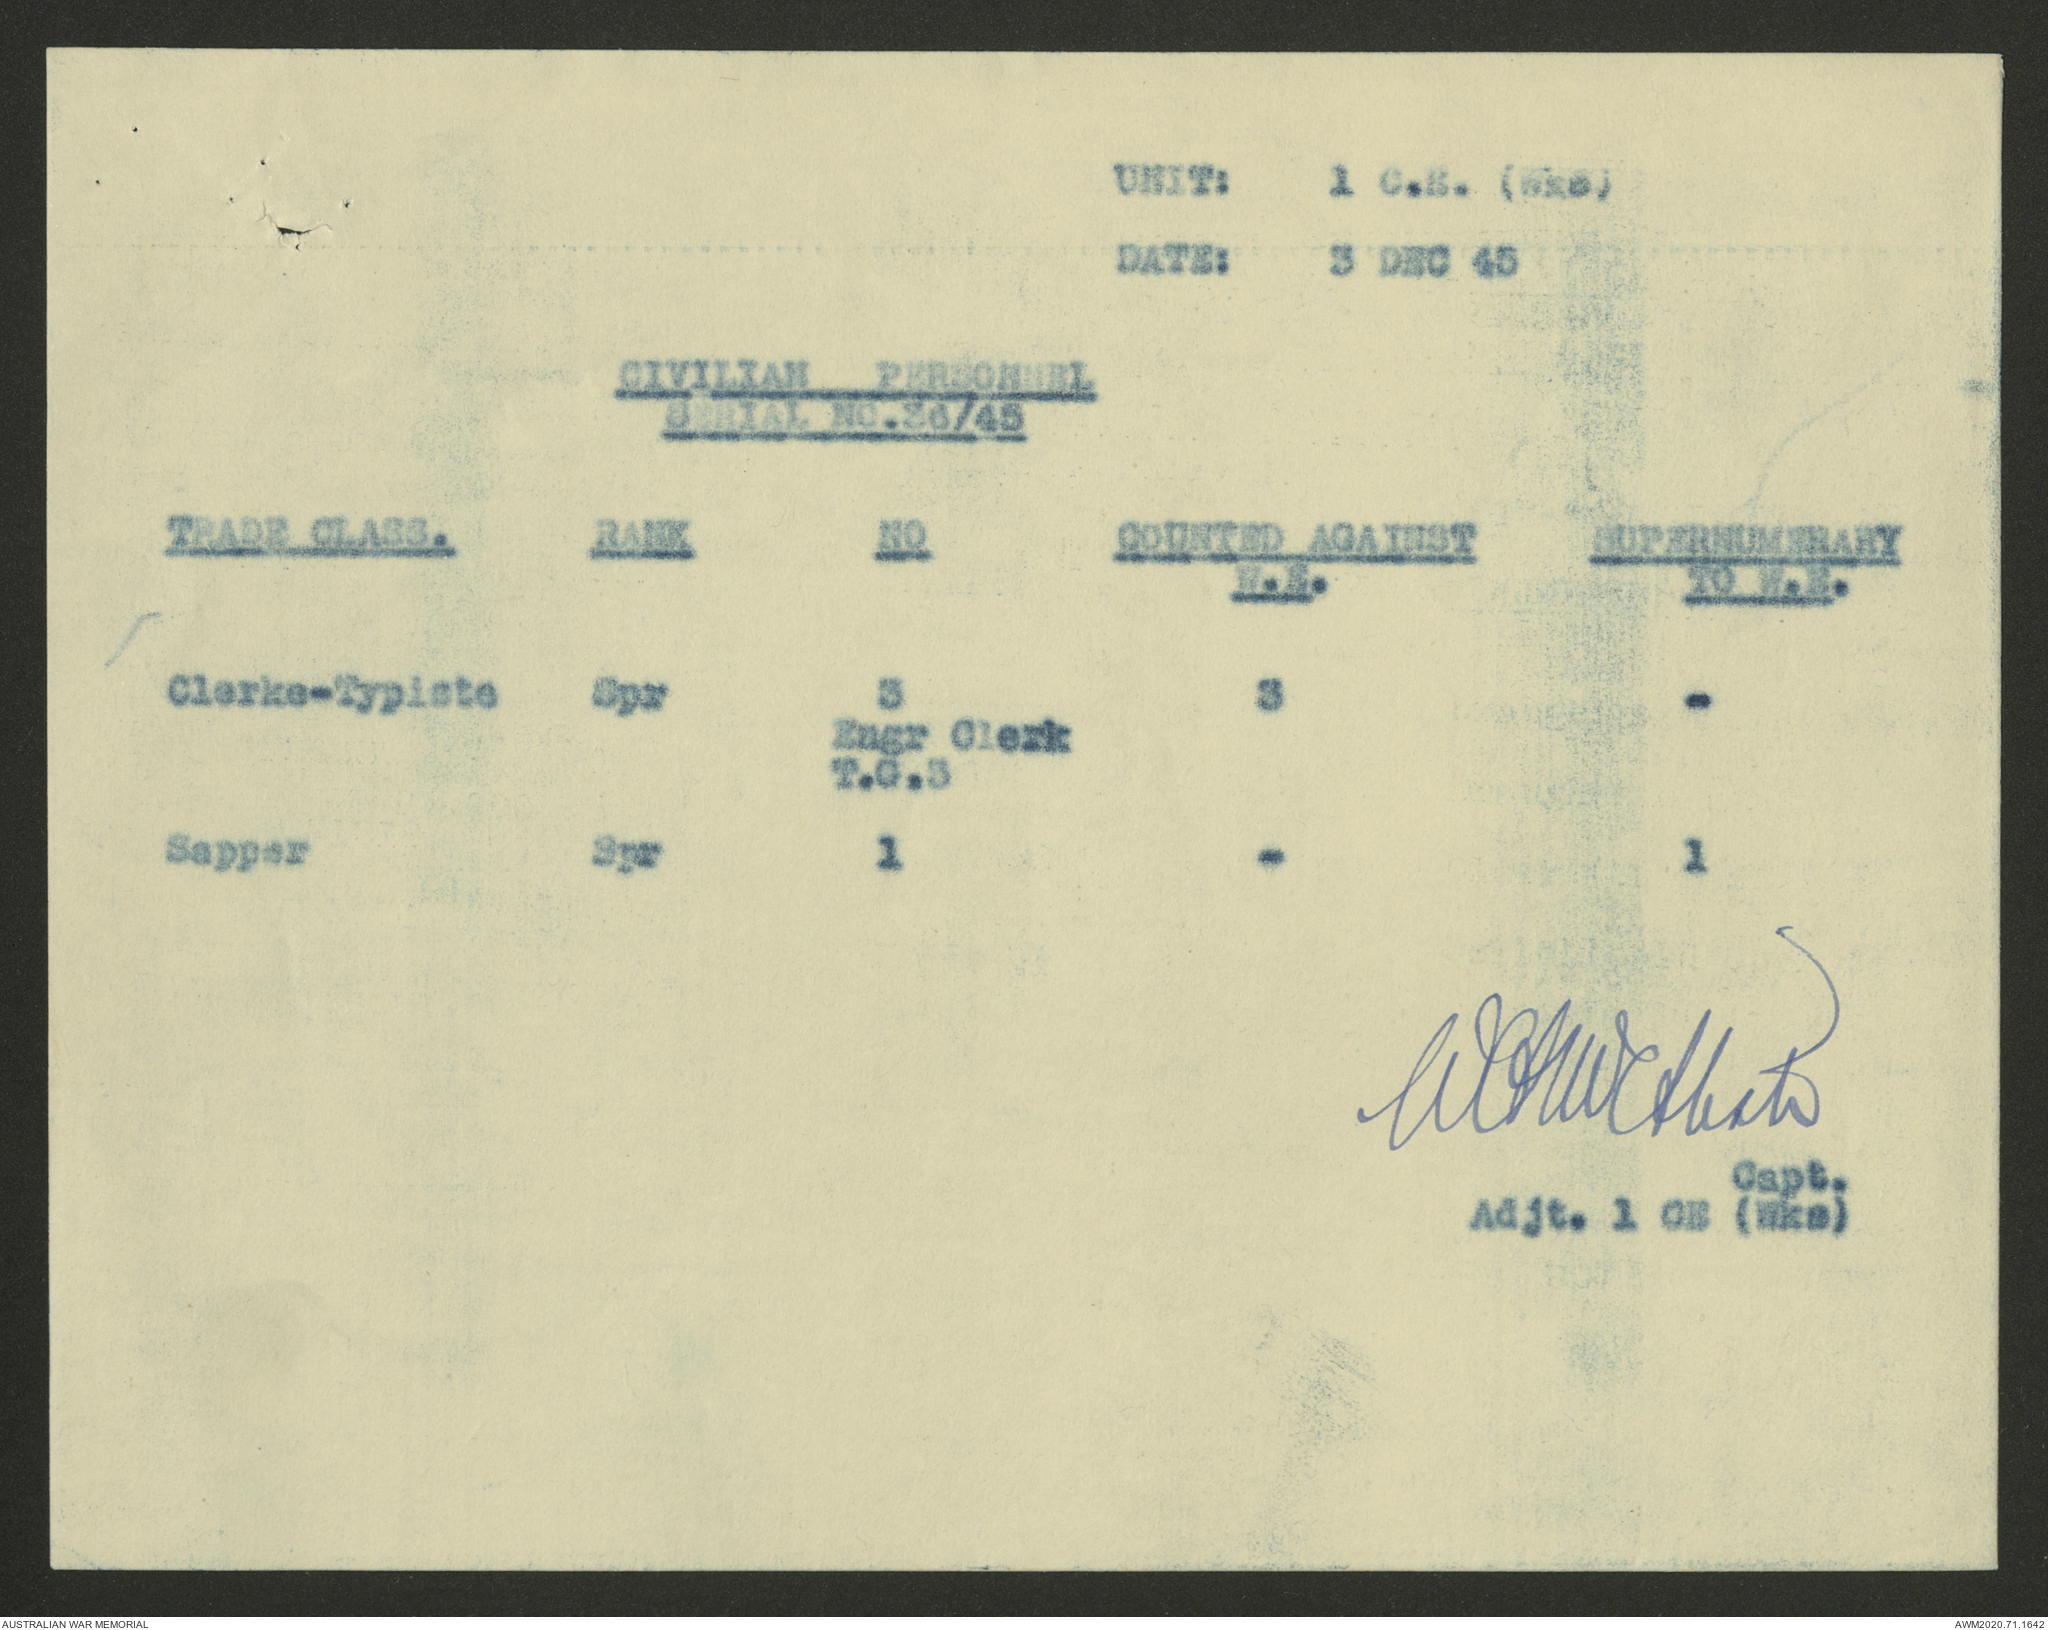 UNIT: 1 C.E. (Wks)
DATE: 3 DEC 45
CIVILIAN PERSONNEL
SERIAL NO.36/45
TRADE CLASS. RANK NO COUNTED AGAINST SUPERNUMERARY
W.E. TO W.E.
Clerks-Typists Spr 3 3 -
Engr Clerk
T.G.3
Sapper Spr 1 - 1
Capt.
Adjt. 1 CE (Wks)
AUSTRALIAN WAR MEMORIAL AWM2020.71.1642